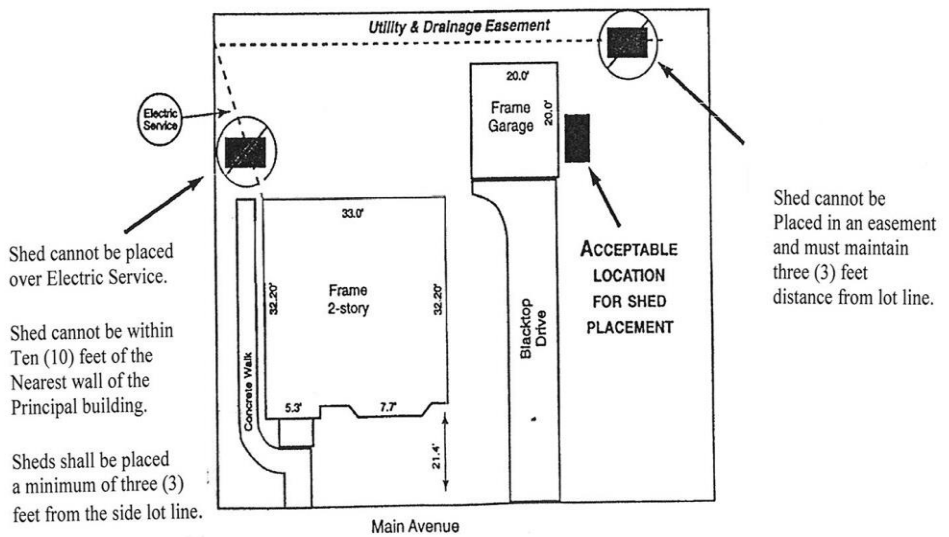 Utility & Drainage Easement
Electric
Service
20.0'
Frame
Garage
20.0'
Shed cannot be placed
over Electric Service.
Shed cannot be within
Ten (10) feet of the
Nearest wall of the
Principal building.
Sheds shall be placed
a minimum of three (3)
feet from the side lot line.
33.0'
32.20'
Frame
2-story
32.20'
Concrete Walk
5.3'
7.7'
21.4'
Blacktop
Drive
ACCEPTABLE
LOCATION
FOR SHED
PLACEMENT
Shed cannot be
Placed in an easement
and must maintain
three (3) feet
distance from lot line.
Main Avenue